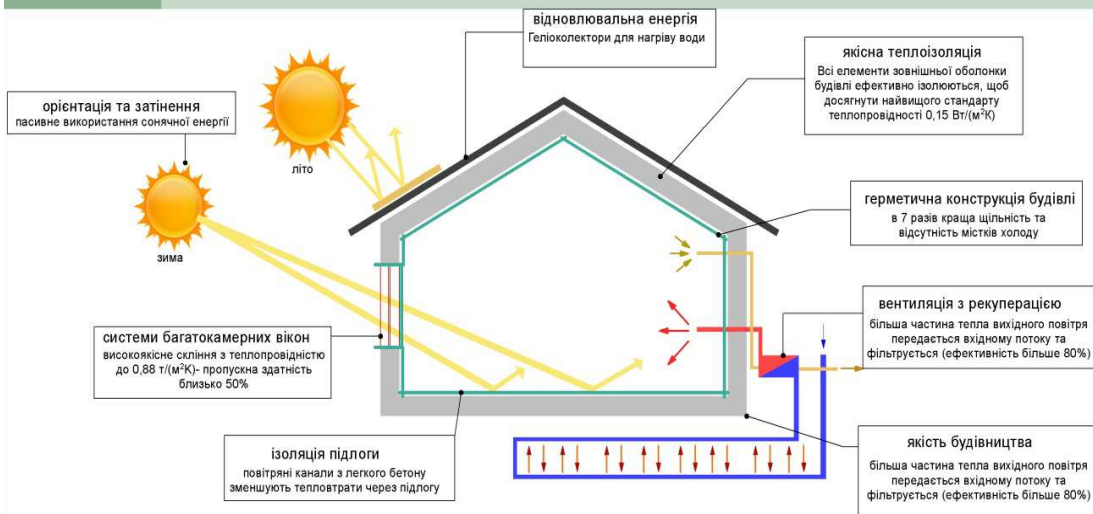 відновлювальна енергія
Геліоколектори для нагріву води
якісна теплоізоляція
Всі елементи зовнішньої оболонки
будівлі ефективно ізолюються, щоб
досягнути найвищого стандарту
теплопровідності 0,15 Вт/(м²К)
орієнтація та затінення
пасивне використання сонячної енергії
літо
зима
герметична конструкція будівлі
в 7 разів краща щільність та
відсутність містків холоду
вентиляція з рекуперацією
більша частина тепла вихідного повітря
передається вхідному потоку та
фільтрується (ефективність більше 80%)
системи багатокамерних вікон
високоякісне скління з теплопровідністю
до 0,88 т/(м²К)- пропускна здатність
близько 50%
ізоляція підлоги
повітряні канали з легкого бетону
зменшують тепловтрати через підлогу
якість будівництва
більша частина тепла вихідного повітря
передається вхідному потоку та
фільтрується (ефективність більше 80%)